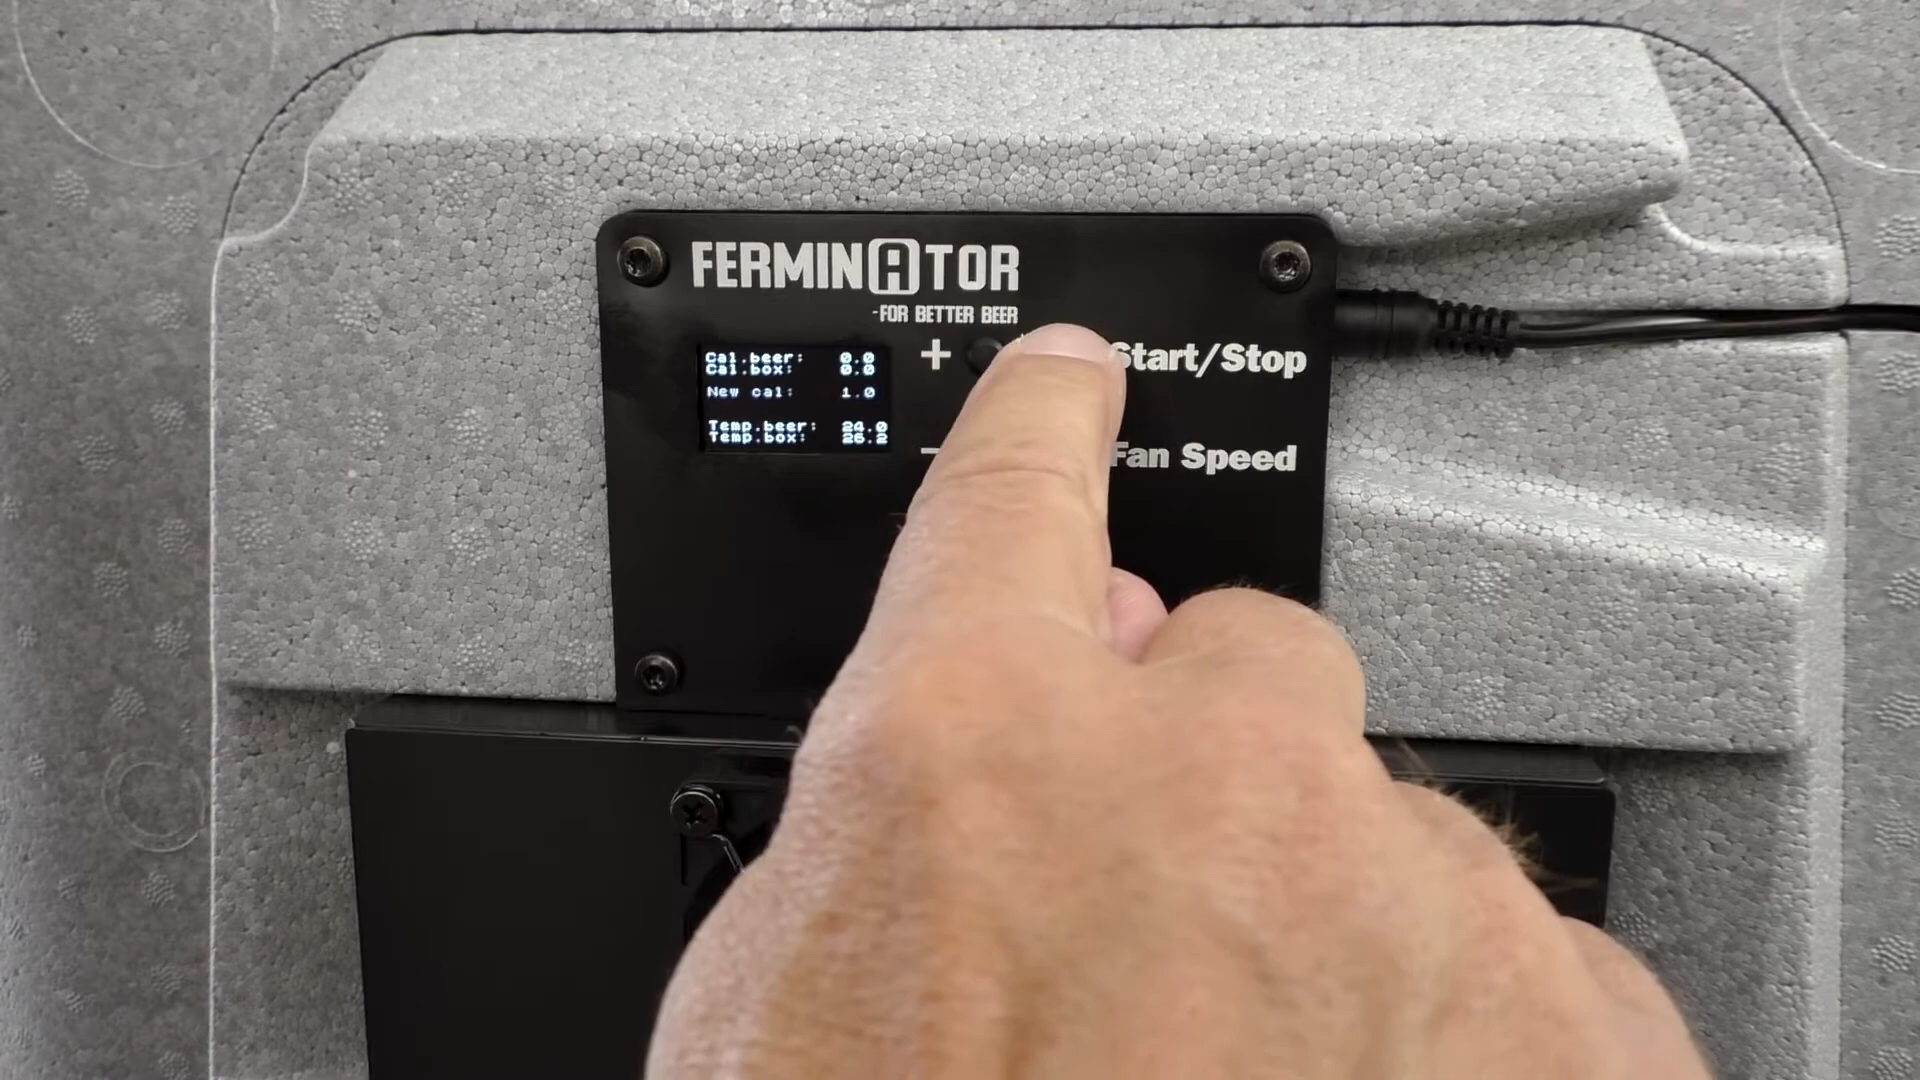 FERMINATOR
-FOR BETTER BEER
Cal.beer: 0.0
Cal.box: 0.0
New cal: 1.0
Temp.beer: 24.0
Temp.box: 26.2
+ Start/Stop
- Fan Speed